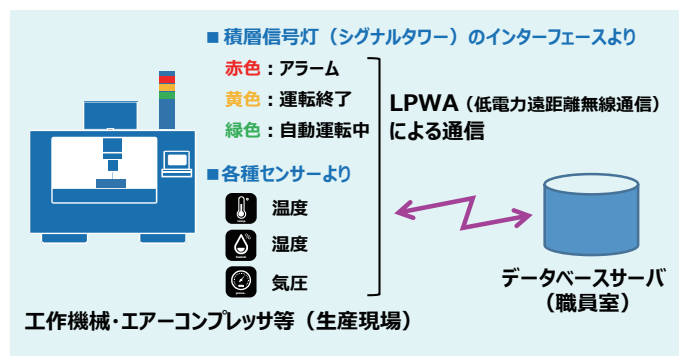 ■積層信号灯（シグナルタワー）のインターフェースより
赤色：アラーム
黄色：運転終了
緑色：自動運転中
LPWA（低電力遠距離無線通信）
による通信
■各種センサーより
温度
湿度
気圧
データベースサーバ
（職員室）
工作機械・エアーコンプレッサ等（生産現場）